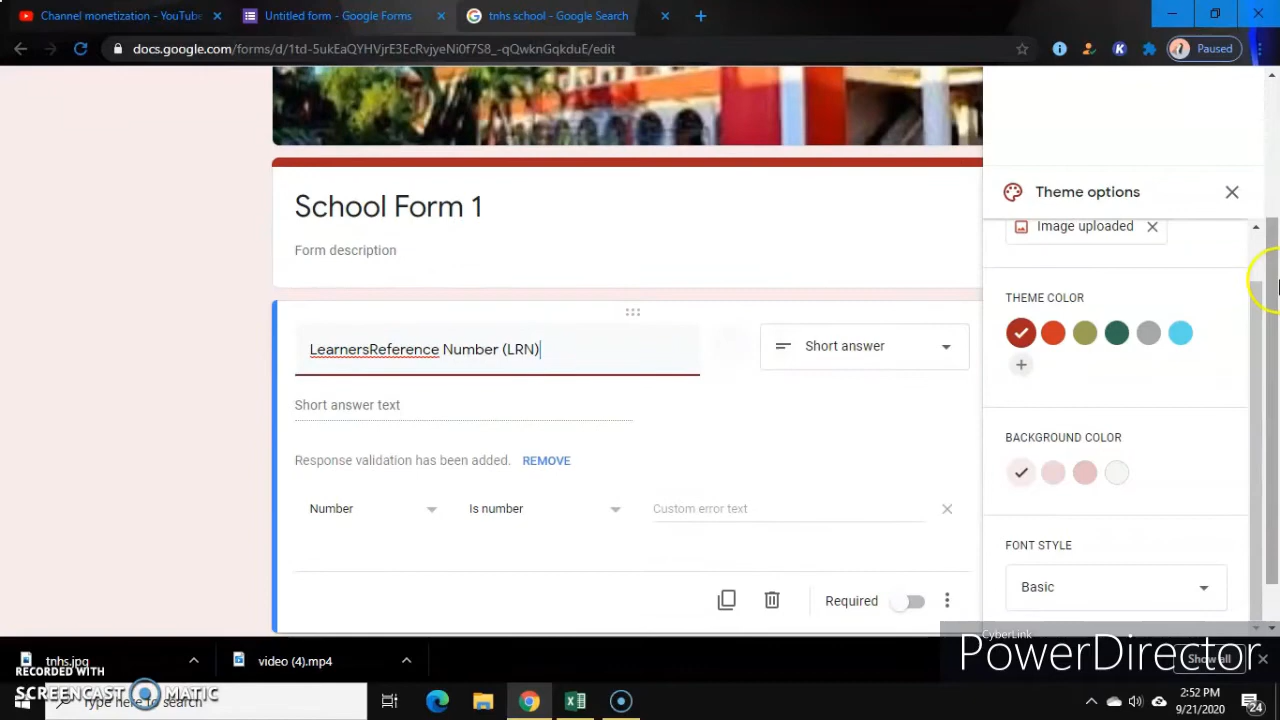 Channel monetization - YouTube
Untitled form - Google Forms
tnhs school - Google Search
docs.google.com/forms/d/1td-5ukEaQYHVjrE3EcRvjyeNi0f7S8_-qQwknGqkduE/edit
Paused
School Form 1
Form description
LearnersReference Number (LRN)
Short answer
Short answer text
Response validation has been added. REMOVE
Number
Is number
Custom error text
Required
Theme options
Image uploaded
THEME COLOR
BACKGROUND COLOR
FONT STYLE
Basic
CyberLink
PowerDirector
tnhs.jpg
video (4).mp4
Show all
RECORDED WITH
SCREENCAST MATIC
Type here to search
2:52 PM
9/21/2020
24